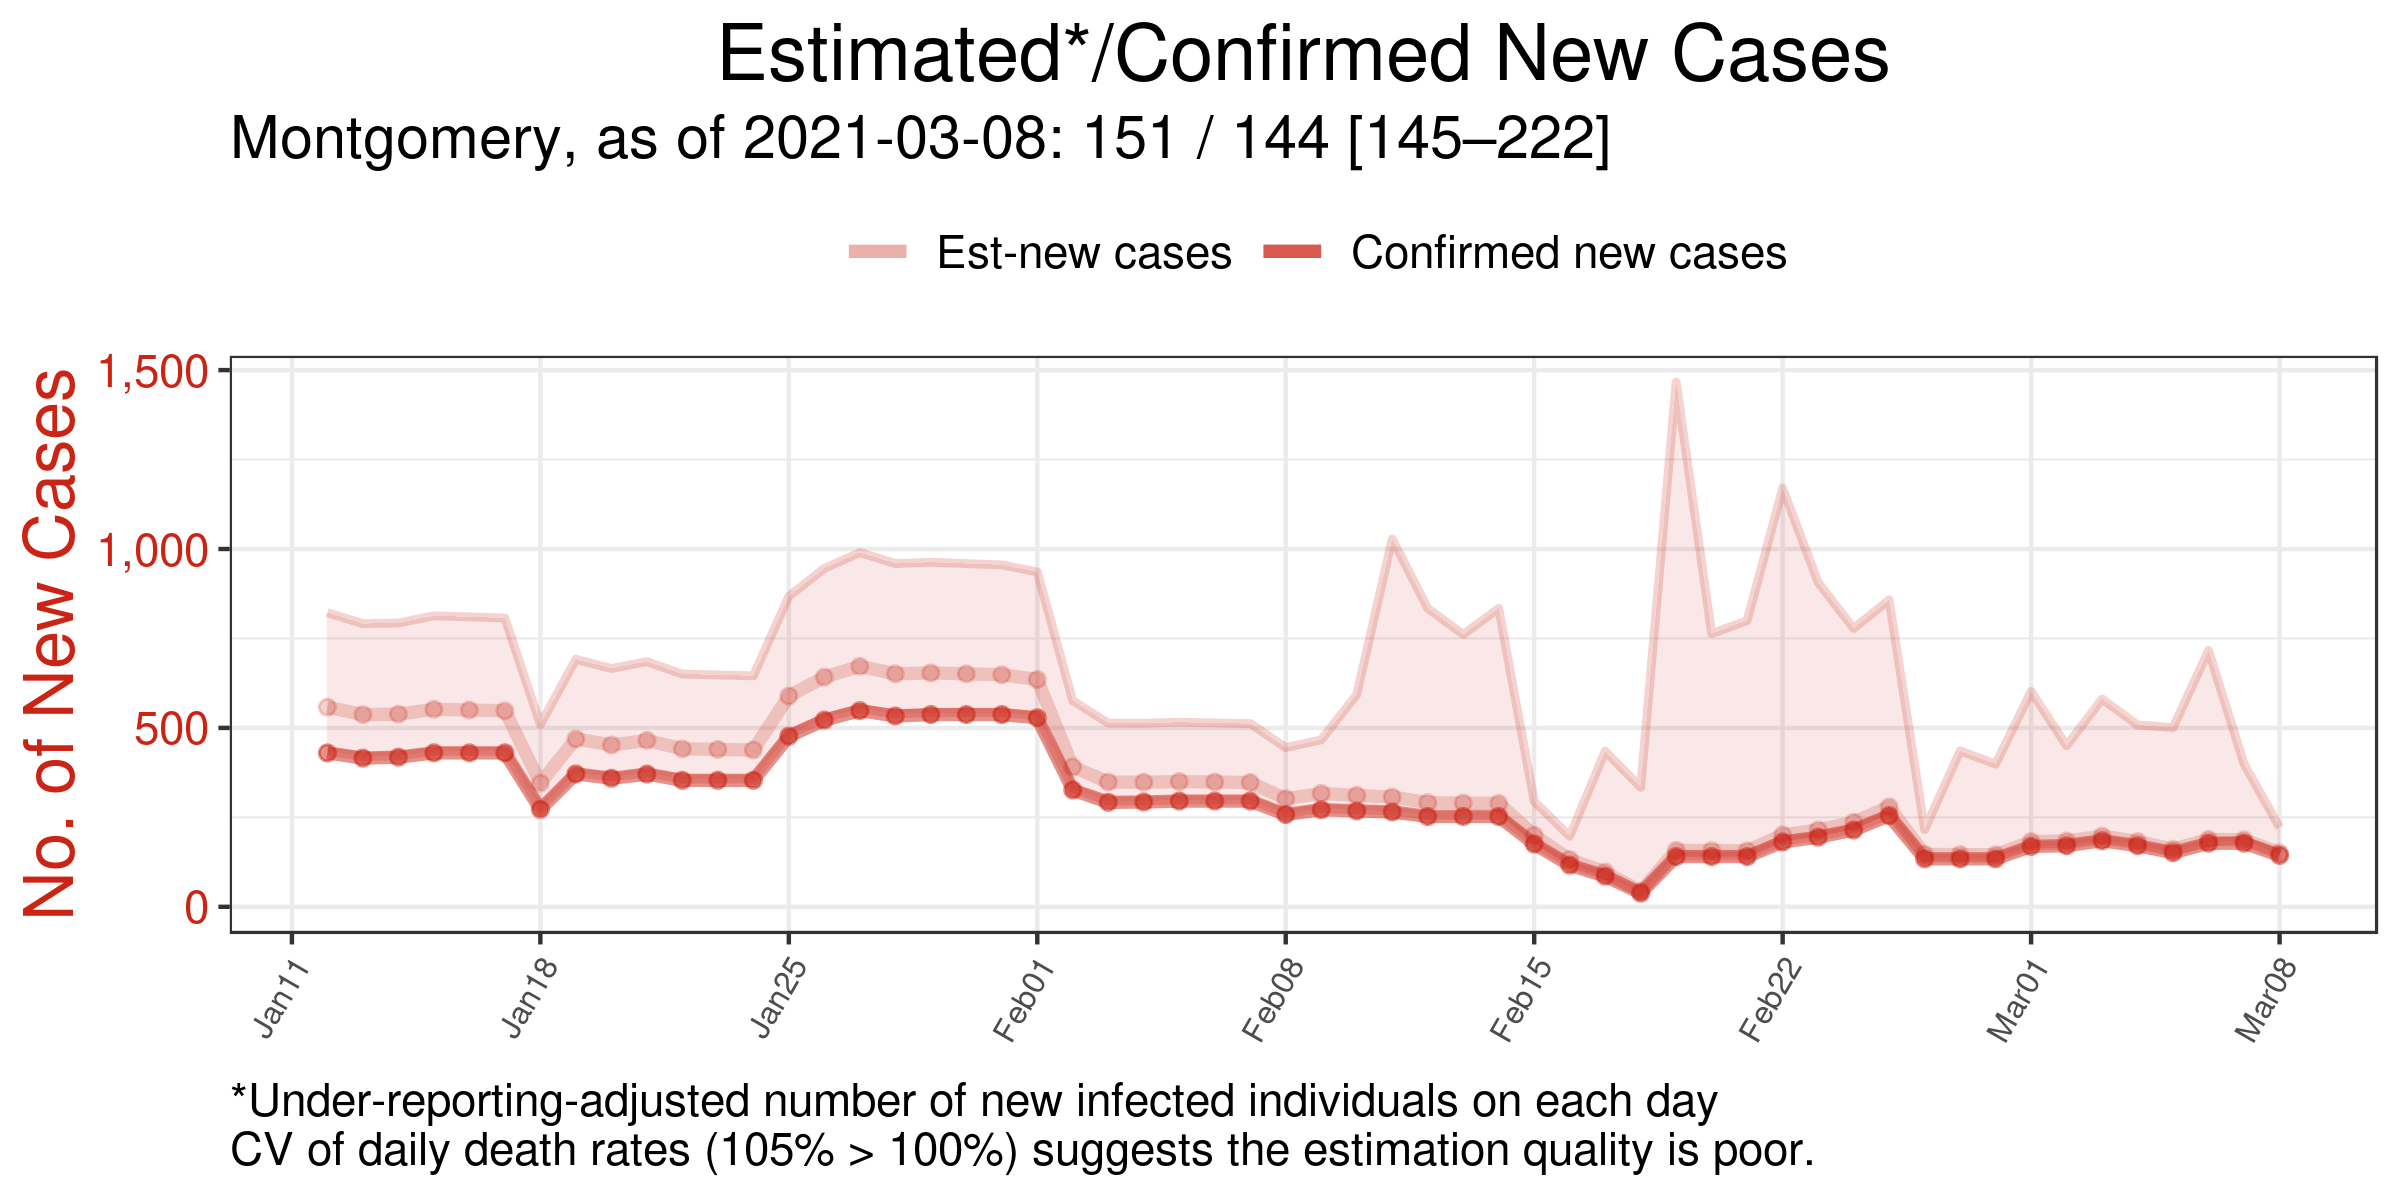 Estimated*/Confirmed New Cases
Montgomery, as of 2021-03-08: 151 / 144 [145–222]
Est-new cases Confirmed new cases
No. of New Cases
1,500
1,000
500
0
Jan11 Jan18 Jan25 Feb01 Feb08 Feb15 Feb22 Mar01 Mar08
*Under-reporting-adjusted number of new infected individuals on each day
CV of daily death rates (105% > 100%) suggests the estimation quality is poor.